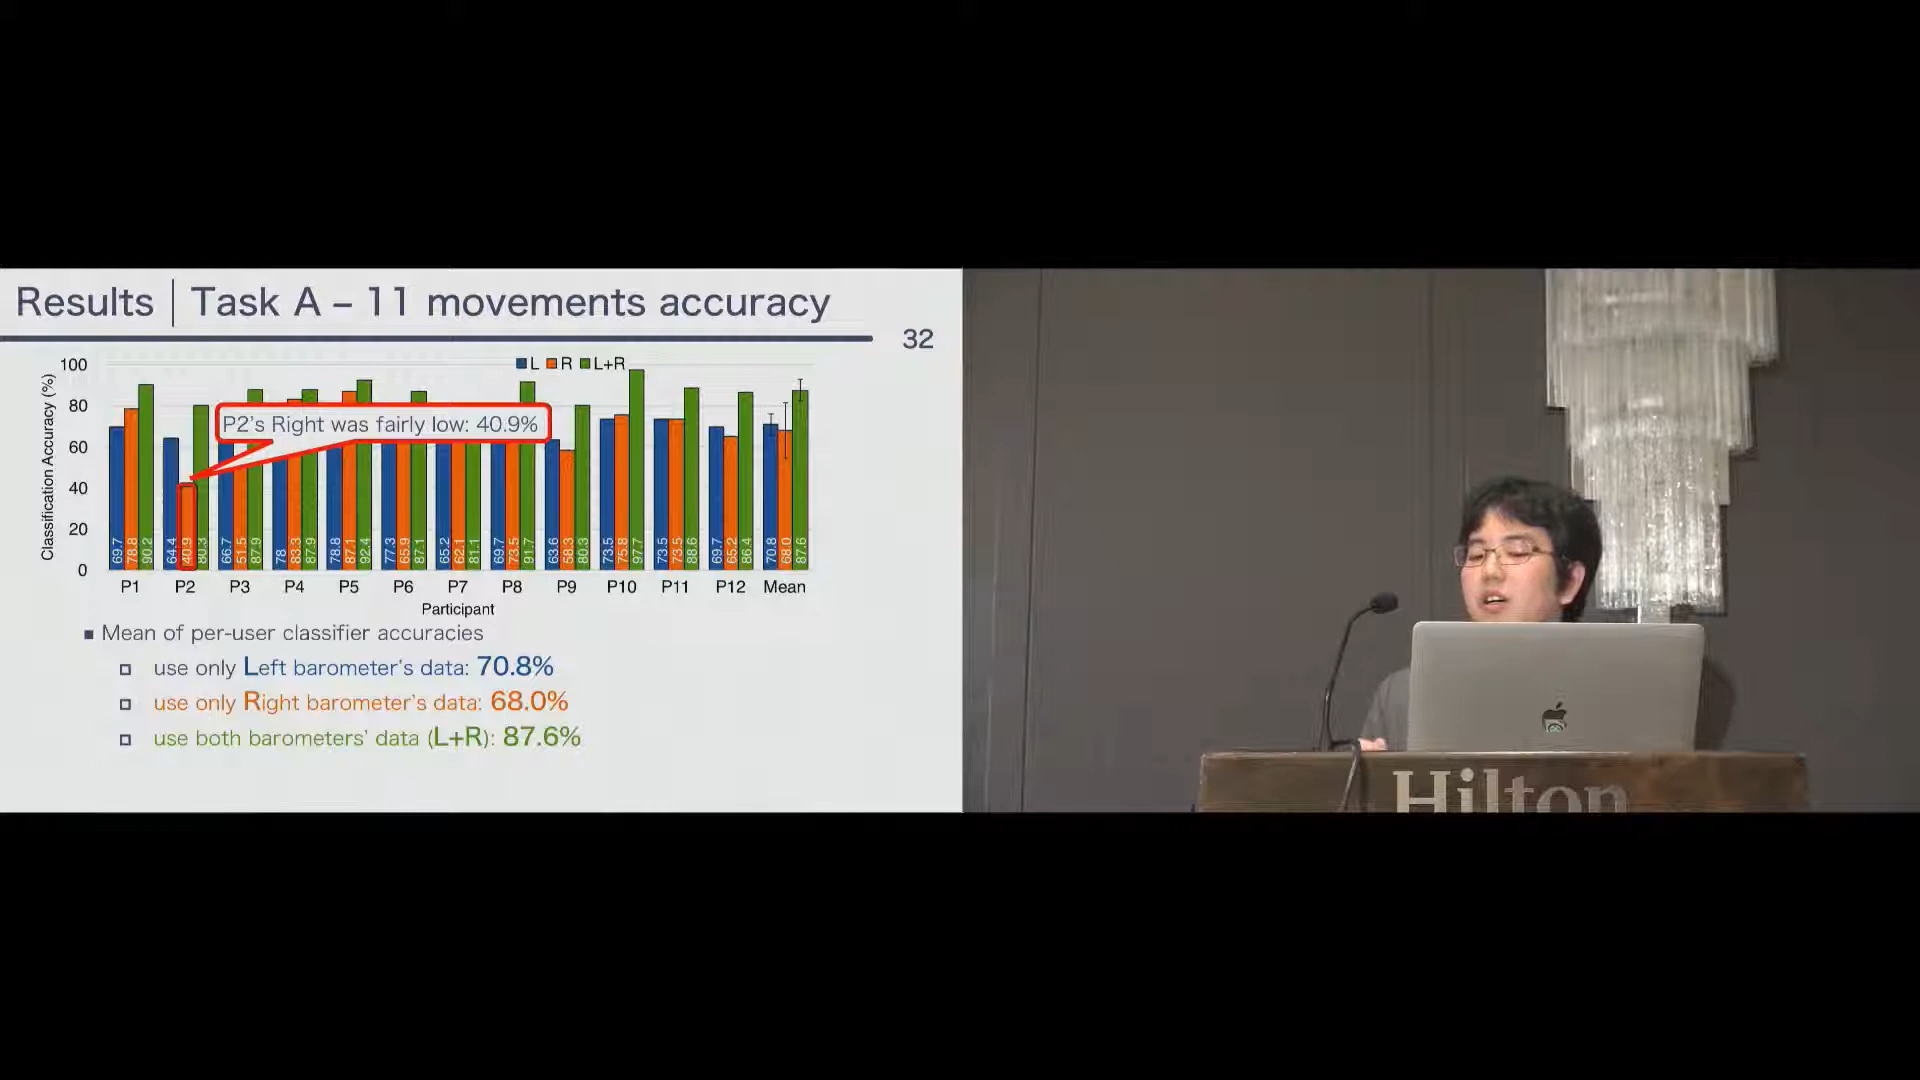 Results | Task A – 11 movements accuracy
32
L R L+R
Classification Accuracy (%)
100
80
60
40
20
0
P2's Right was fairly low: 40.9%
69.7 78.8 90.2 64.4 40.9 80.3 66.7 51.5 87.9 78 83.3 87.9 78.8 87.1 92.4 77.3 65.9 87.1 65.2 62.1 81.1 69.7 73.5 91.7 63.6 58.3 80.3 73.5 75.8 97.7 73.5 73.5 88.6 69.7 65.2 86.4 70.8 68.0 87.6
P1 P2 P3 P4 P5 P6 P7 P8 P9 P10 P11 P12 Mean
Participant
Mean of per-user classifier accuracies
use only Left barometer's data: 70.8%
use only Right barometer's data: 68.0%
use both barometers' data (L+R): 87.6%
Hilton